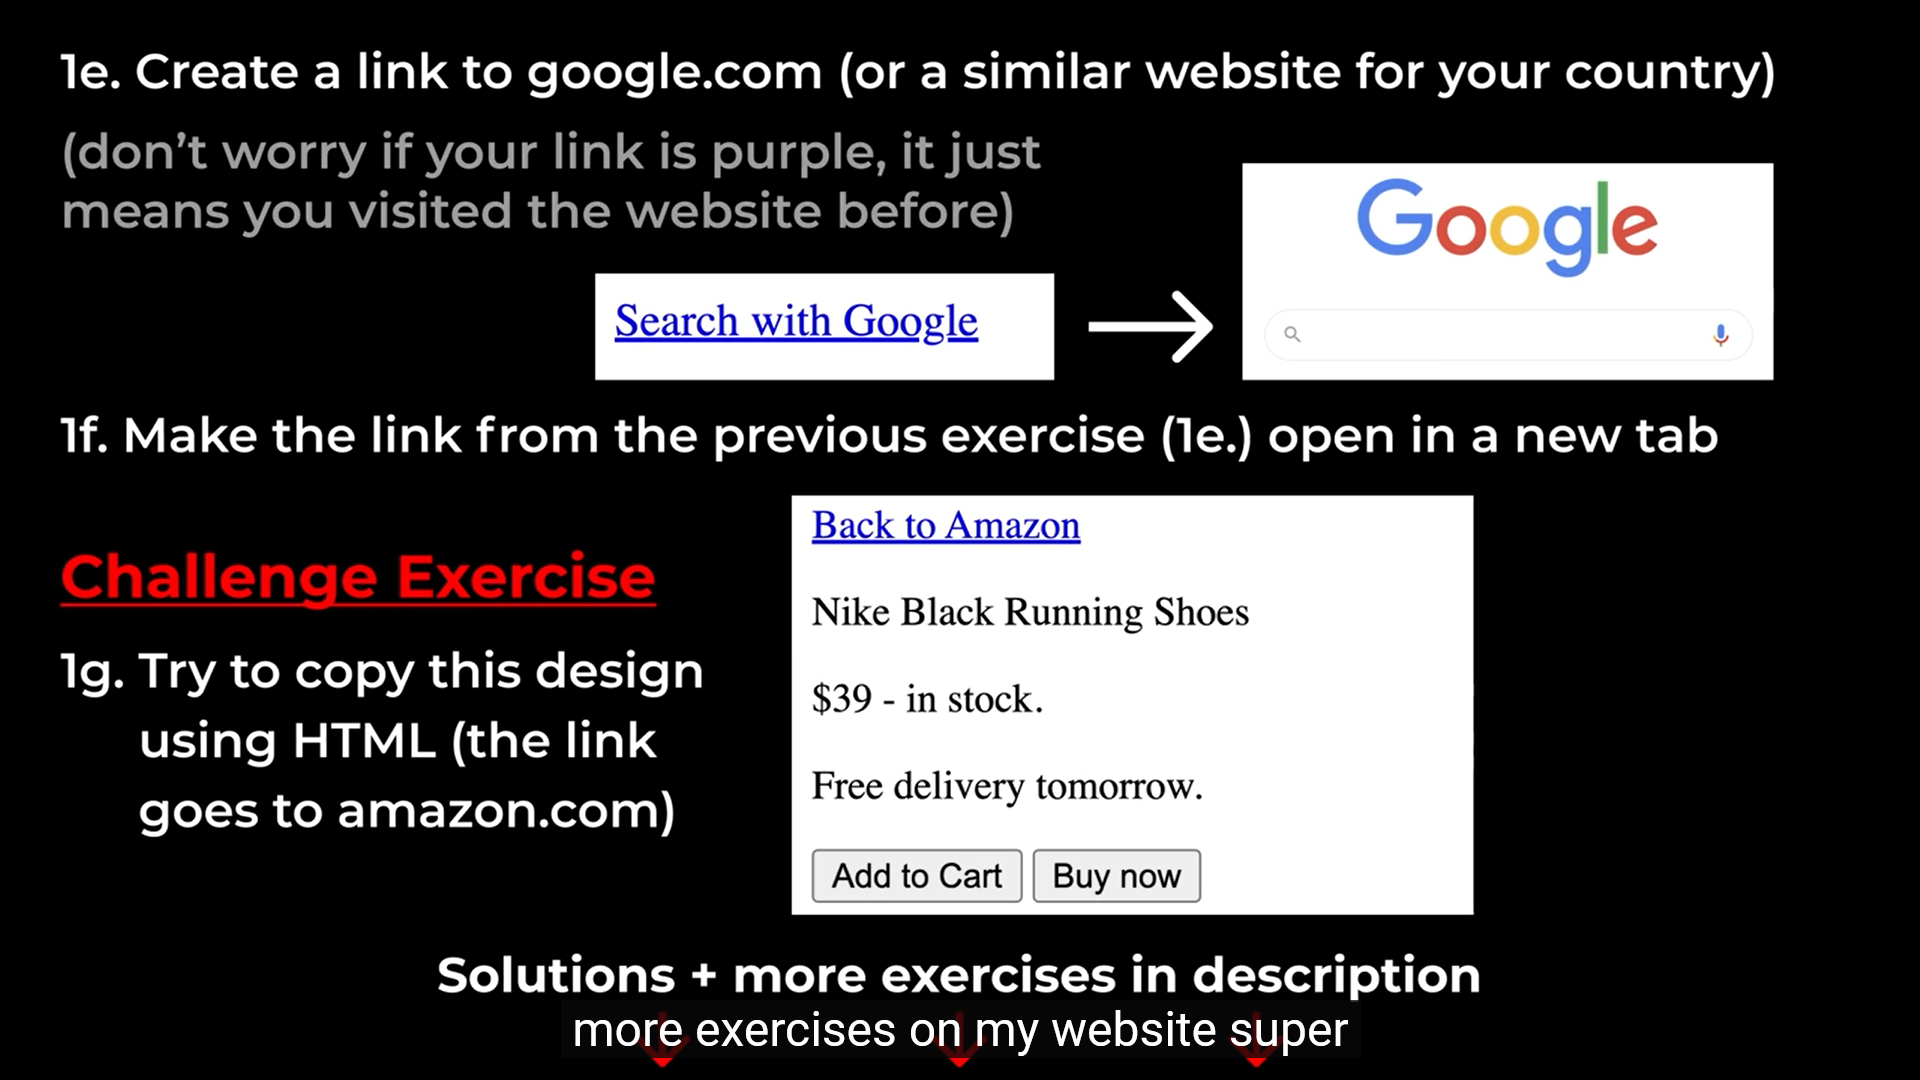 1e. Create a link to google.com (or a similar website for your country)
(don't worry if your link is purple, it just
means you visited the website before)
Search with Google
Google
1f. Make the link from the previous exercise (1e.) open in a new tab
Challenge Exercise
1g. Try to copy this design
using HTML (the link
goes to amazon.com)
Back to Amazon
Nike Black Running Shoes
$39 - in stock.
Free delivery tomorrow.
Add to Cart Buy now
Solutions + more exercises in description
more exercises on my website super